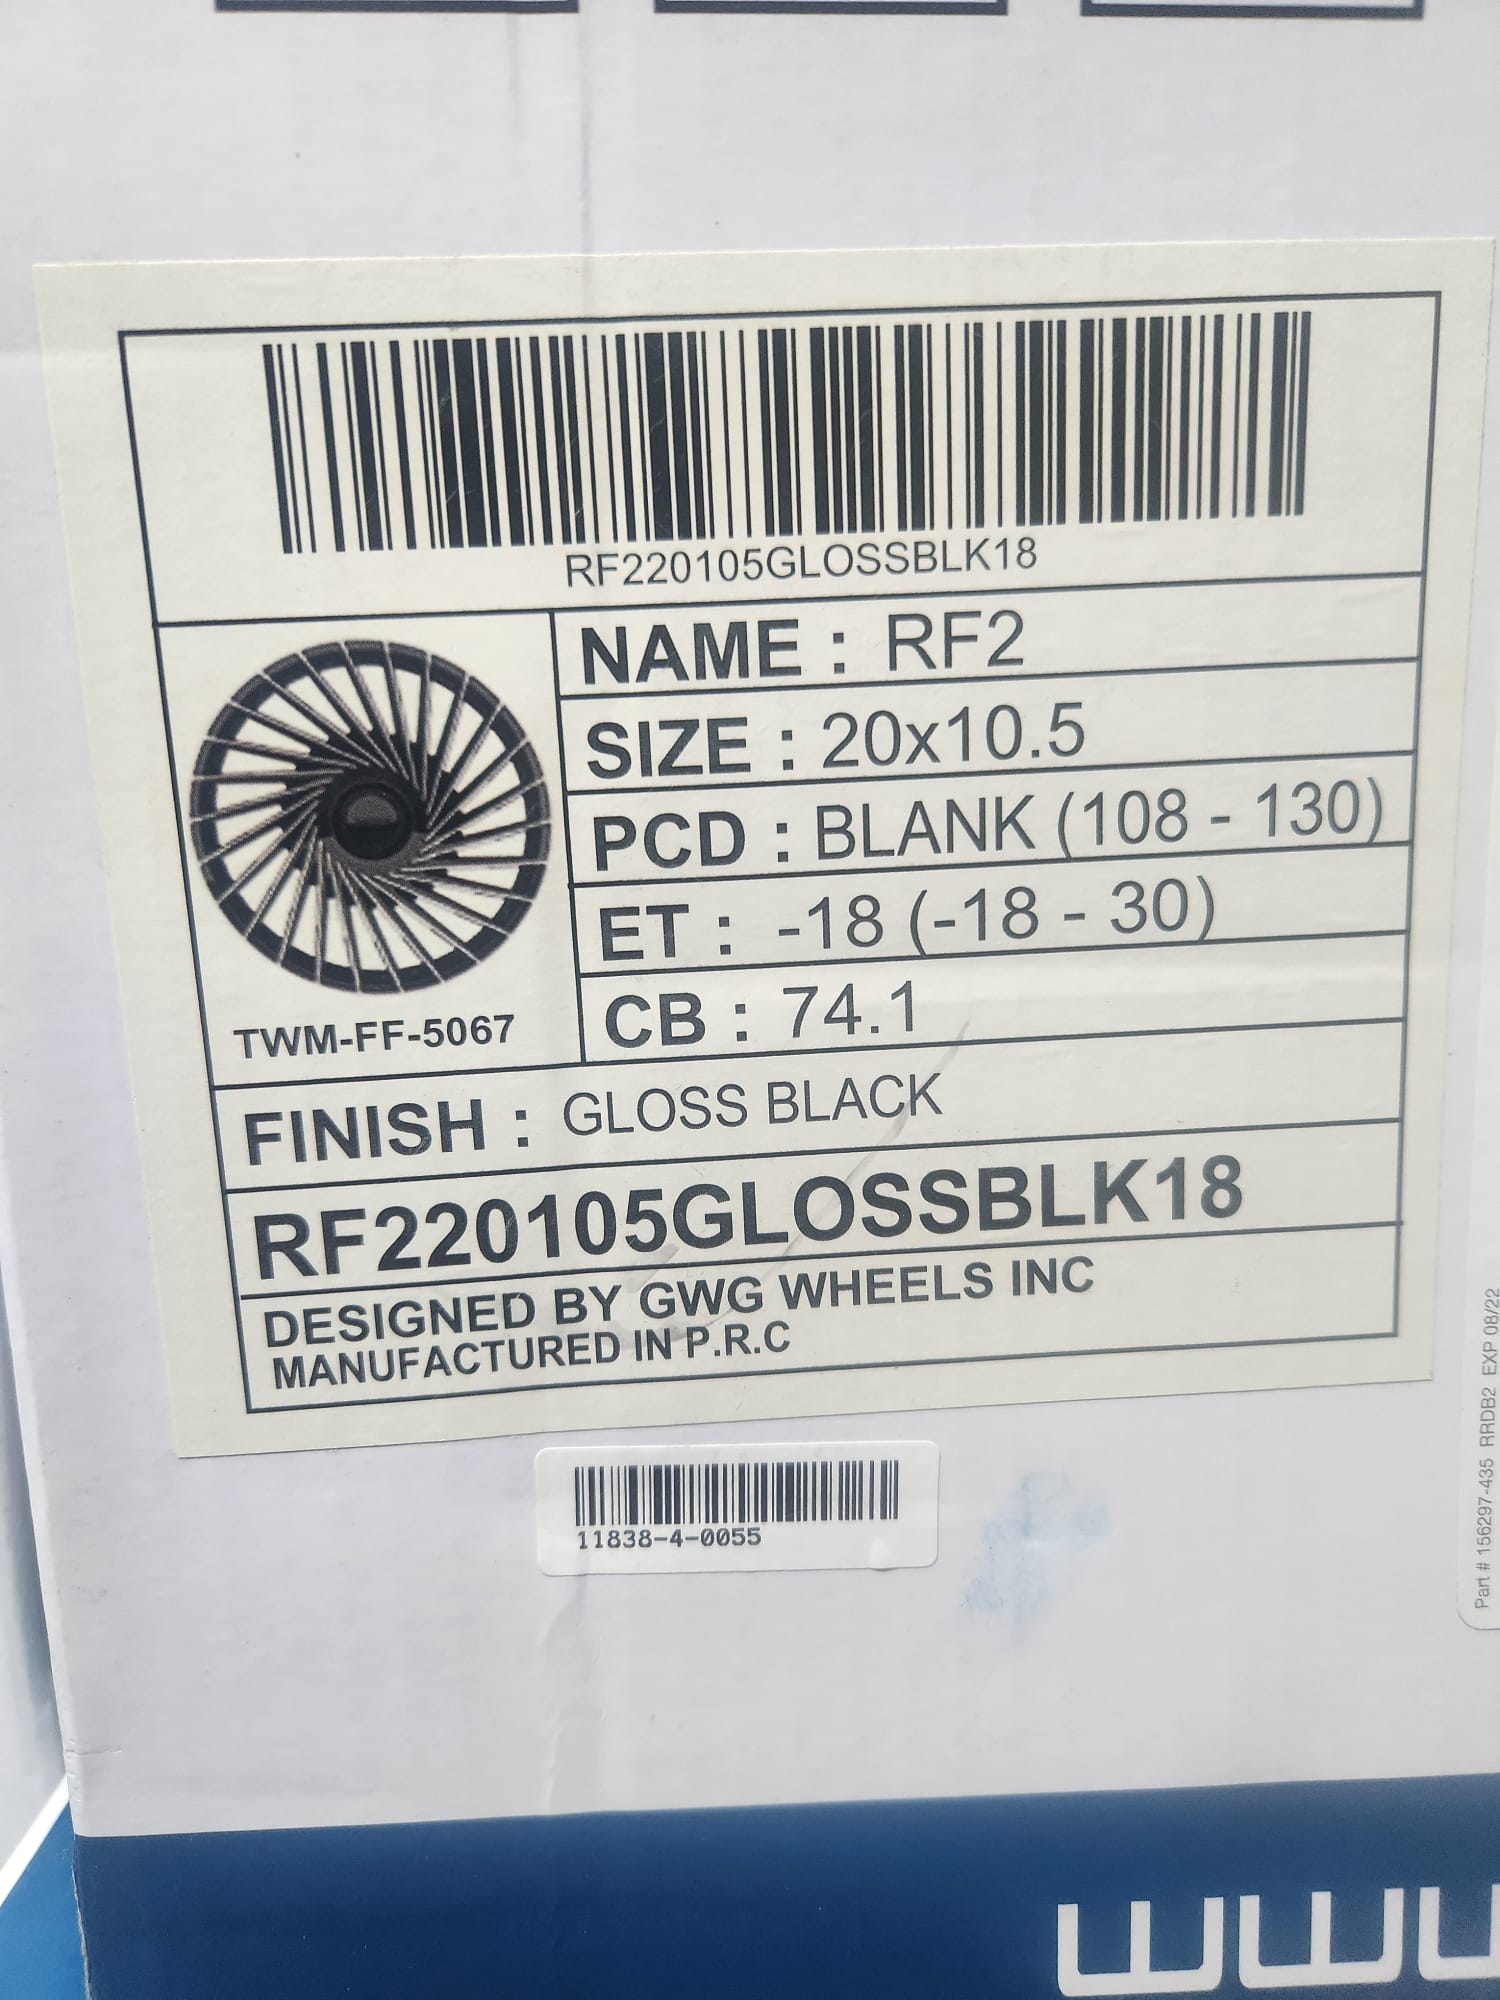 RF220105GLOSSBLK18
NAME : RF2
SIZE : 20x10.5
PCD : BLANK (108 - 130)
ET : -18 (-18 - 30)
CB : 74.1
TWM-FF-5067
FINISH : GLOSS BLACK
RF220105GLOSSBLK18
DESIGNED BY GWG WHEELS INC
MANUFACTURED IN P.R.C
11838-4-0055
Part # 156297-435 RRDB2 EXP 08/22